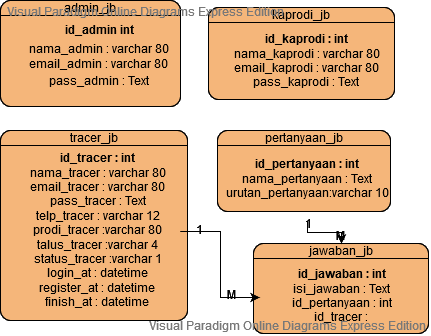 Visual Paradigm Online Diagrams Express Edition
admin_jb
id_admin int
nama_admin : varchar 80
email_admin : varchar 80
pass_admin : Text
kaprodi_jb
id_kaprodi : int
nama_kaprodi : varchar 80
email_kaprodi : varchar 80
pass_kaprodi : Text
tracer_jb
id_tracer : int
nama_tracer : varchar 80
email_tracer : varchar 80
pass_tracer : Text
telp_tracer : varchar 12
prodi_tracer :varchar 80
talus_tracer :varchar 4
status_tracer :varchar 1
login_at : datetime
register_at : datetime
finish_at : datetime
pertanyaan_jb
id_pertanyaan : int
nama_pertanyaan : Text
urutan_pertanyaan:varchar 10
1
M
1
M
jawaban_jb
id_jawaban : int
isi_jawaban : Text
id_pertanyaan : int
id_tracer :
Visual Paradigm Online Diagrams Express Edition